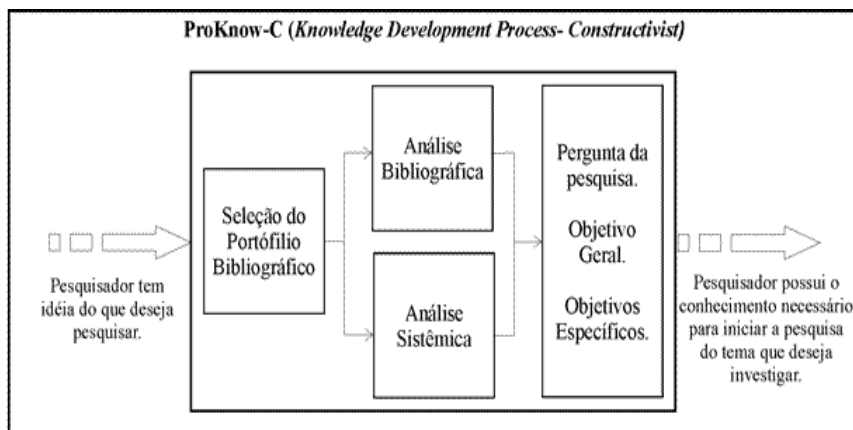 ProKnow-C (Knowledge Development Process- Constructivist)
Pesquisador tem
idéia do que deseja
pesquisar.
Seleção do
Portófilio
Bibliográfico
Análise
Bibliográfica
Análise
Sistêmica
Pergunta da
pesquisa.
Objetivo
Geral.
Objetivos
Específicos.
Pesquisador possui o
conhecimento necessário
para iniciar a pesquisa
do tema que deseja
investigar.